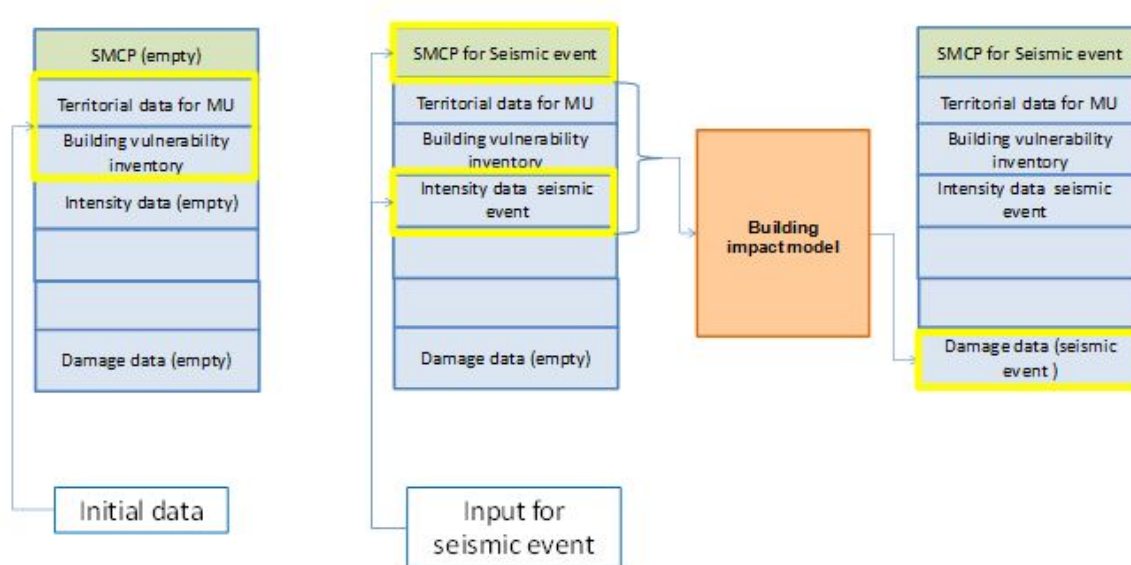 SMCP (empty)
Territorial data for MU
Building vulnerability
inventory
Intensity data (empty)
Damage data (empty)
Initial data
SMCP for Seismic event
Territorial data for MU
Building vulnerability
inventory
Intensity data seismic
event
Damage data (empty)
Input for
seismic event
Building
impact model
SMCP for Seismic event
Territorial data for MU
Building vulnerability
inventory
Intensity data seismic
event
Damage data (seismic
event )